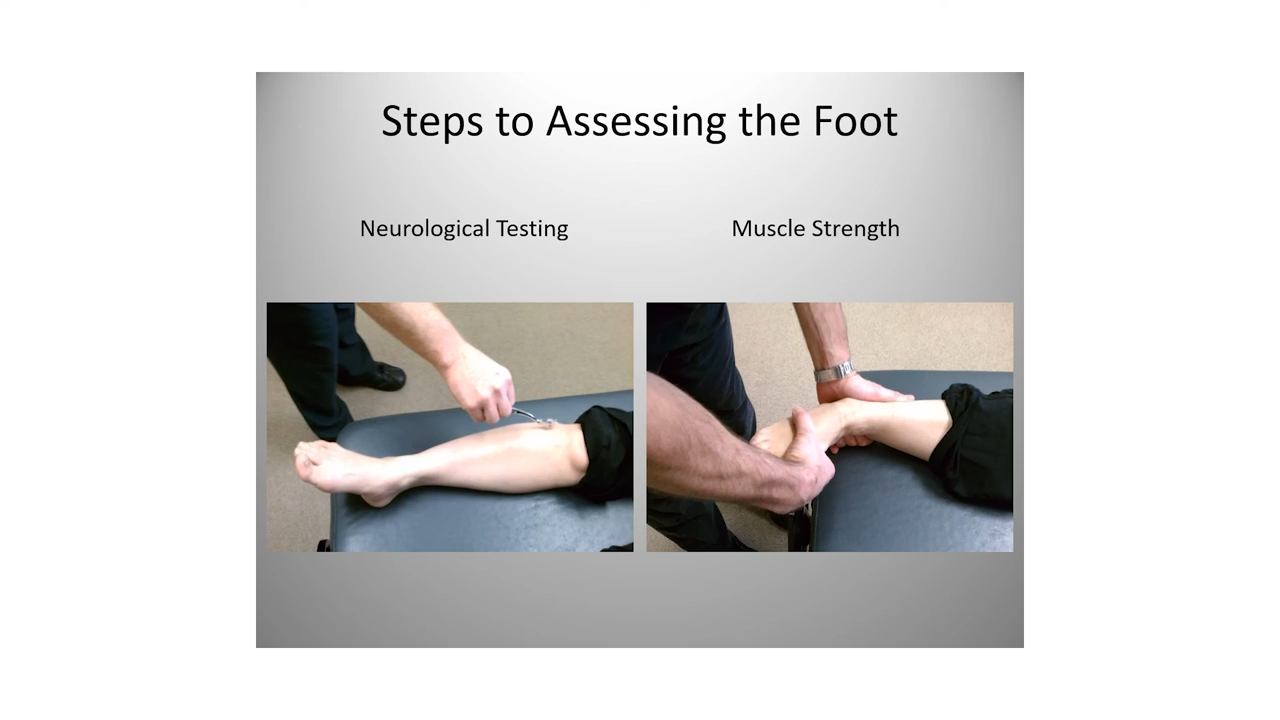 Steps to Assessing the Foot
Neurological Testing
Muscle Strength